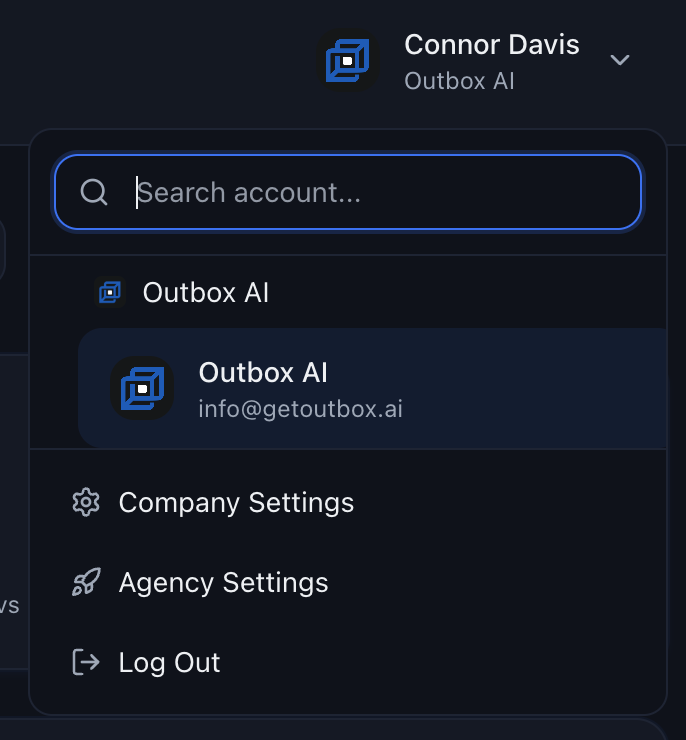 Connor Davis
Outbox AI
Search account...
Outbox AI
Outbox AI
info@getoutbox.ai
Company Settings
Agency Settings
vs
Log Out